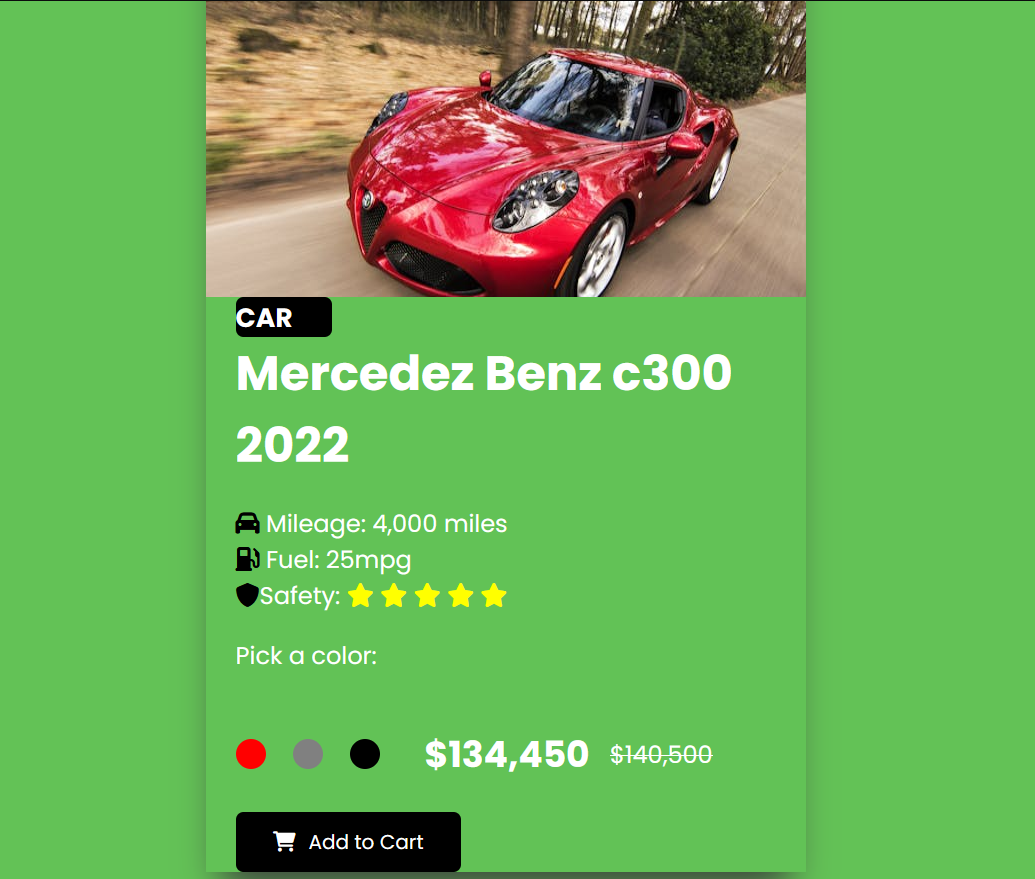 CAR
Mercedez Benz c300
2022
Mileage: 4,000 miles
Fuel: 25mpg
Safety:
Pick a color:
$134,450 $140,500
Add to Cart